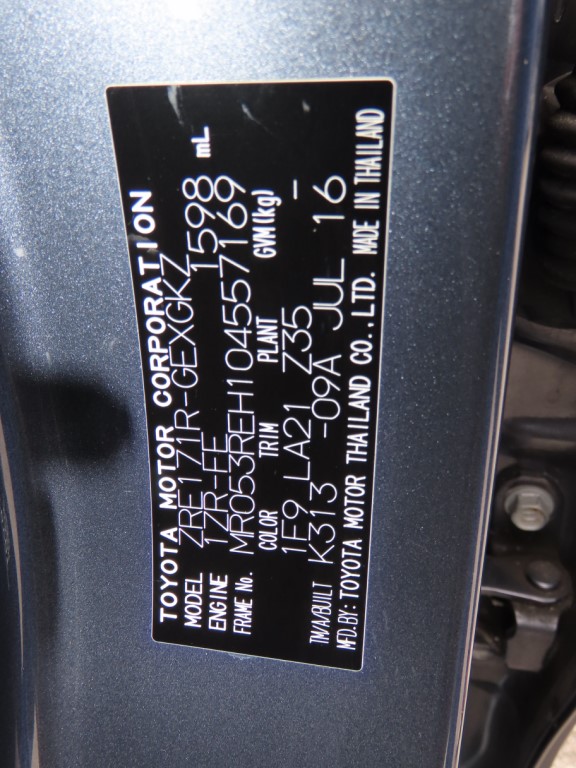 TOYOTA MOTOR CORPORATION
MODEL ZRE171R-GEXGKZ
ENGINE 1ZR-FE 1598 mL
FRAME No. MR053REH104557169
COLOR TRIM PLANT GVM(kg)
1F9 LA21 Z35 -
TM/A/BUILT K313 -09A JUL 16
MFD.BY: TOYOTA MOTOR THAILAND CO.,LTD. MADE IN THAILAND